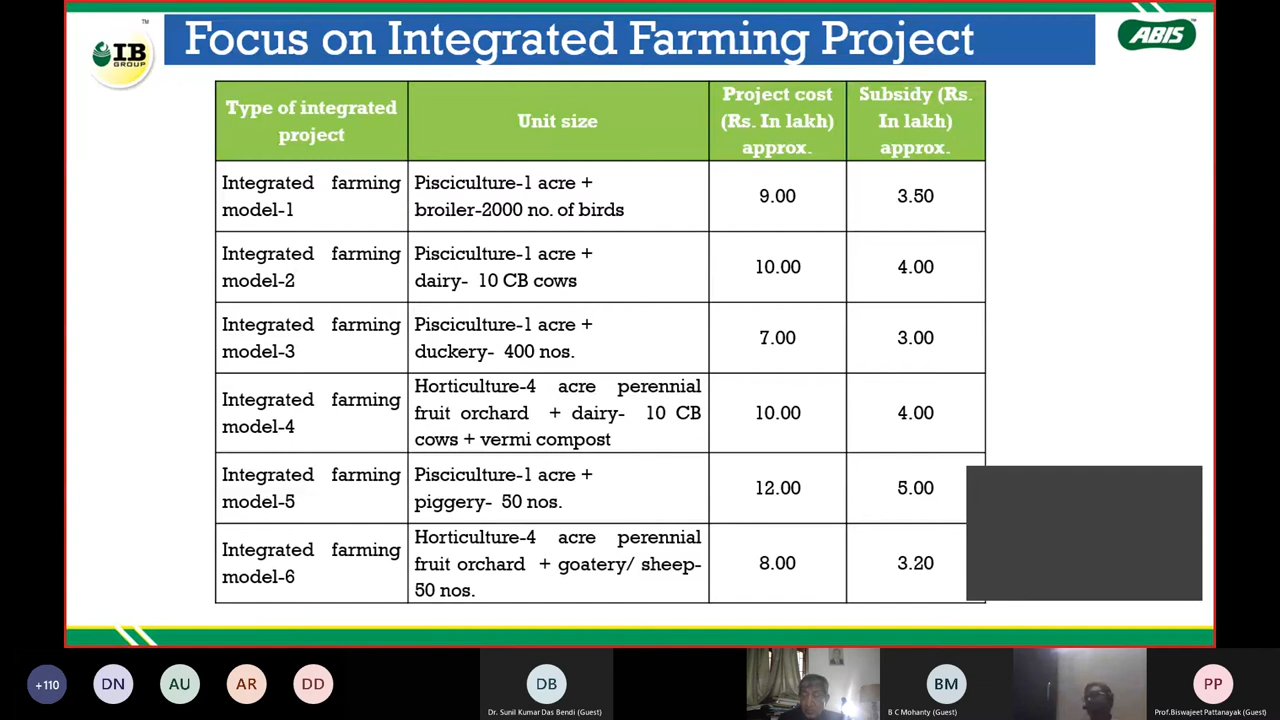 TM
IB
GROUP
Focus on Integrated Farming Project
ABIS
Type of integrated
project
Unit size
Project cost
(Rs. In lakh)
approx.
Subsidy (Rs.
In lakh)
approx.
Integrated farming
model-1
Pisciculture-1 acre +
broiler-2000 no. of birds
9.00
3.50
Integrated farming
model-2
Pisciculture-1 acre +
dairy- 10 CB cows
10.00
4.00
Integrated farming
model-3
Pisciculture-1 acre +
duckery- 400 nos.
7.00
3.00
Integrated farming
model-4
Horticulture-4 acre perennial
fruit orchard + dairy- 10 CB
cows + vermi compost
10.00
4.00
Integrated farming
model-5
Pisciculture-1 acre +
piggery- 50 nos.
12.00
5.00
Integrated farming
model-6
Horticulture-4 acre perennial
fruit orchard + goatery/ sheep-
50 nos.
8.00
3.20
+110
DN
AU
AR
DD
DB
Dr. Sunil Kumar Das Bendi (Guest)
BM
B C Mohanty (Guest)
PP
Prof.Biswajeet Pattanayak (Guest)